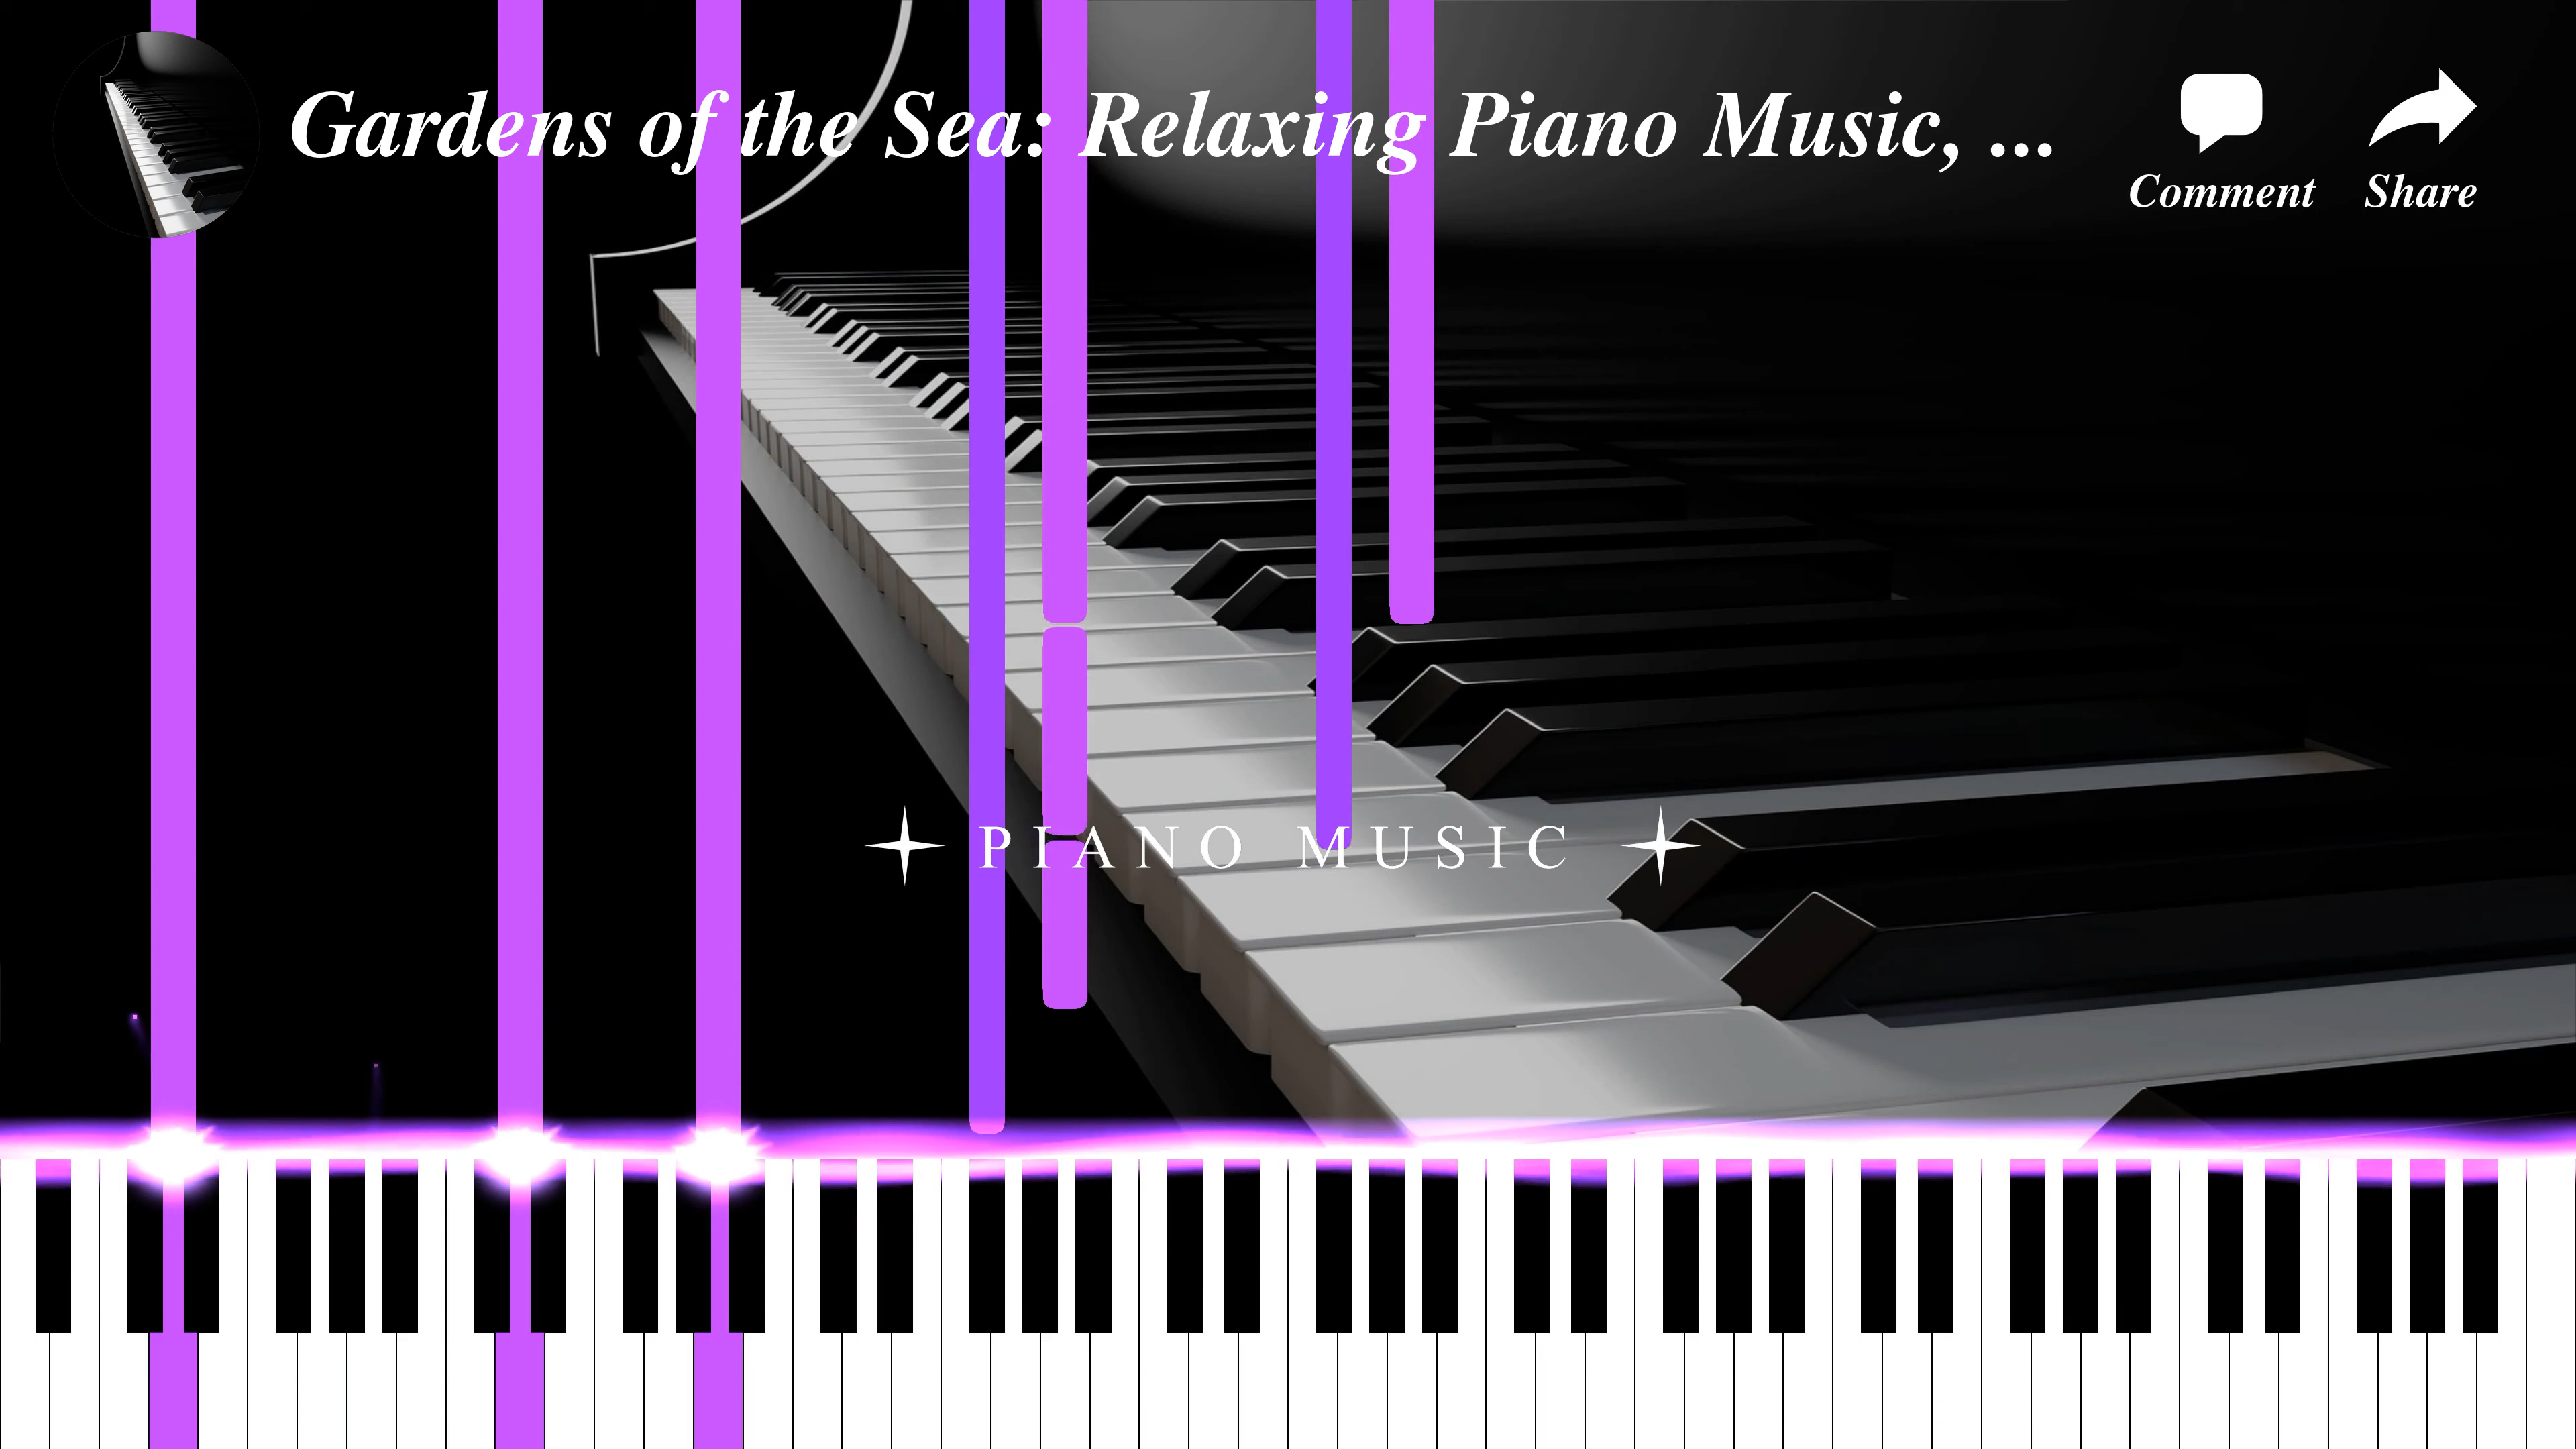 Gardens of the Sea: Relaxing Piano Music, ...
Comment
Share
PIANO MUSIC